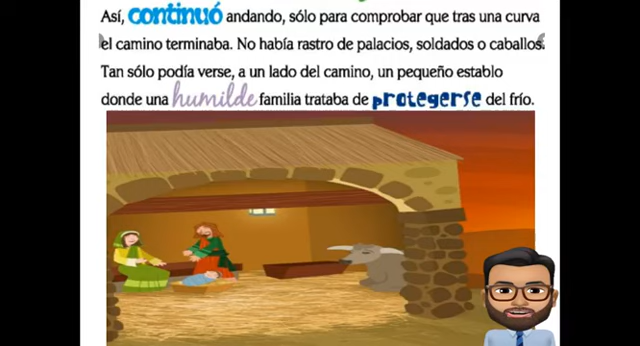 Así, continuó andando, sólo para comprobar que tras una curva
el camino terminaba. No había rastro de palacios, soldados o caballos.
Tan sólo podía verse, a un lado del camino, un pequeño establo
donde una humilde familia trataba de protegerse del frío.